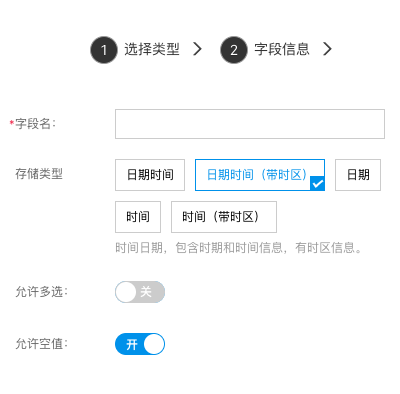 1 选择类型 2 字段信息
*字段名：
存储类型 日期时间 日期时间（带时区） 日期
时间 时间（带时区）
时间日期，包含时期和时间信息，有时区信息。
允许多选： 关
允许空值： 开